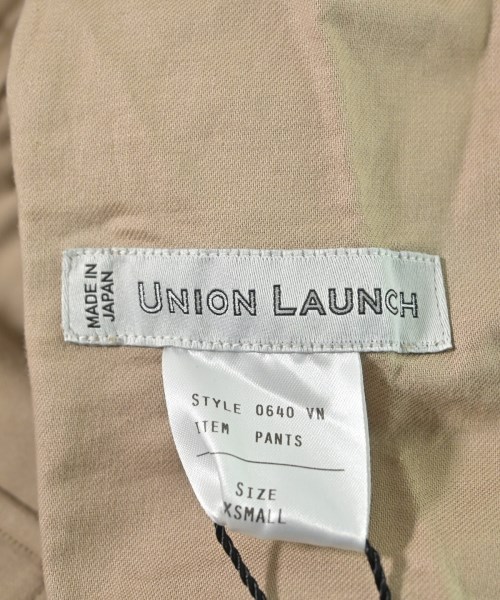 MADE IN
JAPAN
UNION LAUNCH
STYLE 0640 VN
ITEM PANTS
SIZE
XSMALL